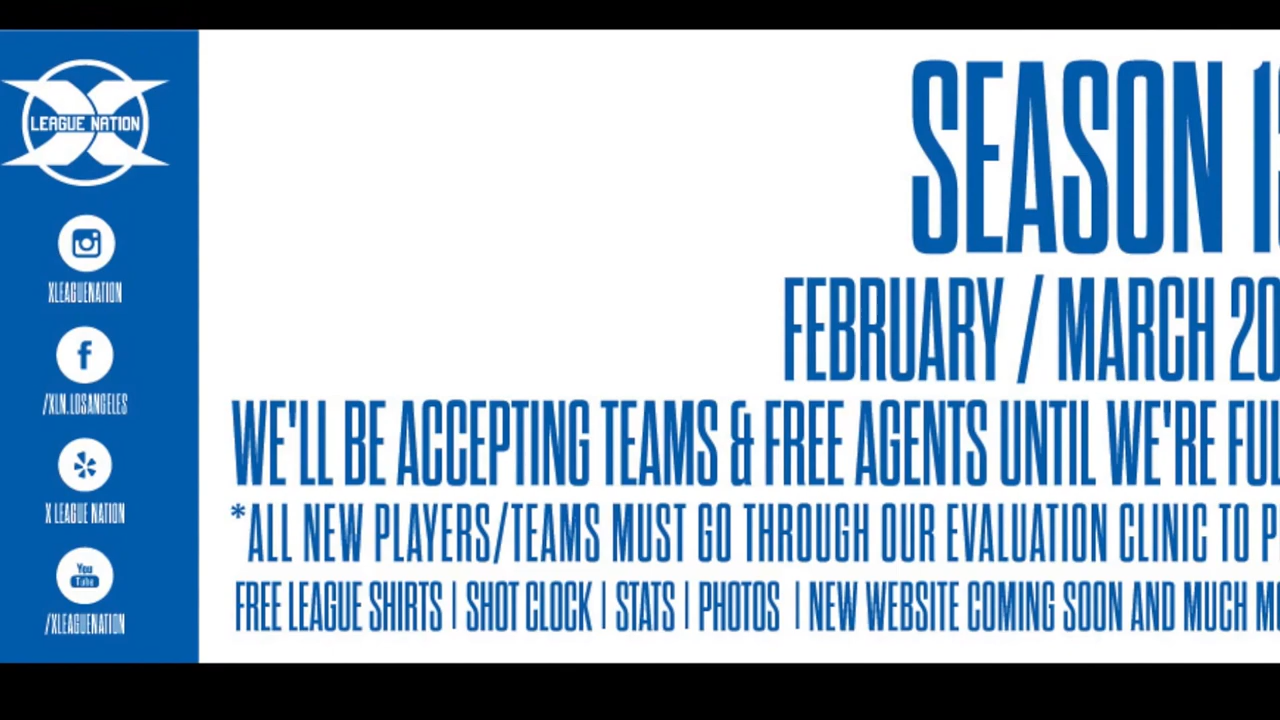 LEAGUE NATION
XLEAGUENATION
/XLN.LOSANGELES
X LEAGUE NATION
You
Tube
/XLEAGUENATION
SEASON
FEBRUARY / MARCH 20
WE'LL BE ACCEPTING TEAMS & FREE AGENTS UNTIL WE'RE
*ALL NEW PLAYERS/TEAMS MUST GO THROUGH OUR EVALUATION CLINIC TO
FREE LEAGUE SHIRTS | SHOT CLOCK | STATS | PHOTOS | NEW WEBSITE COMING SOON AND MUCH